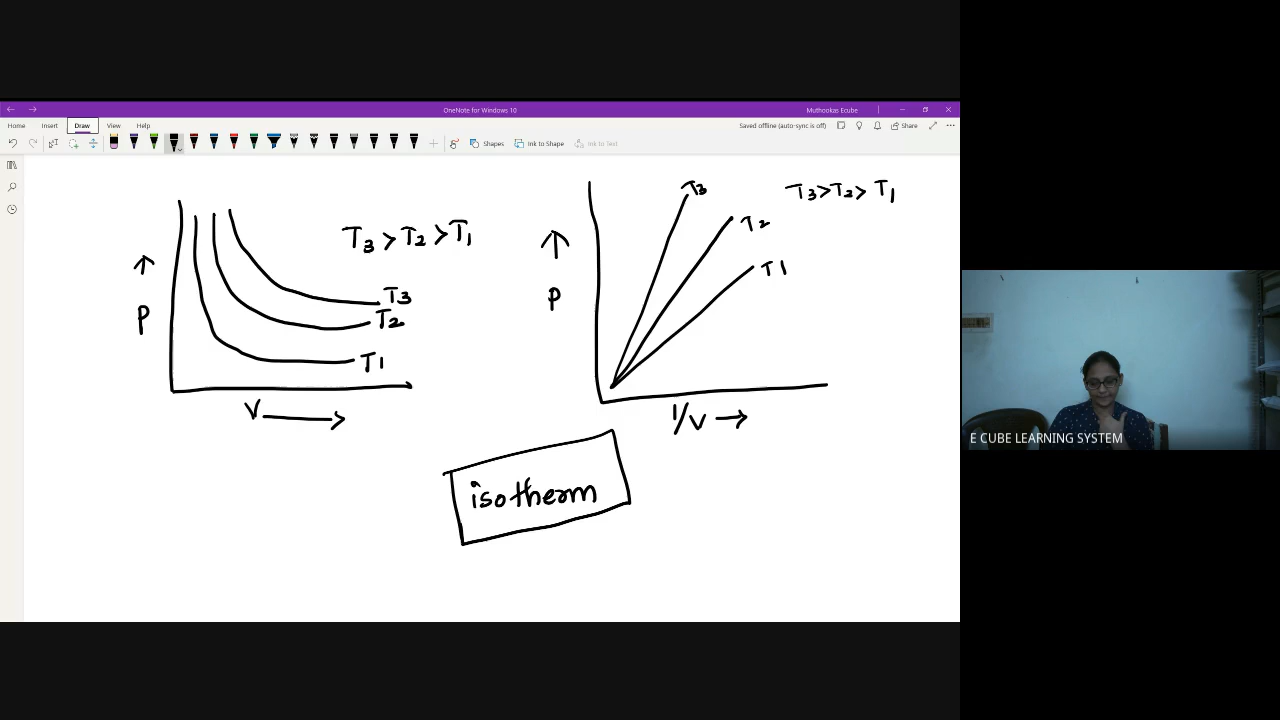 OneNote for Windows 10
Muthookas Ecube
Home Insert Draw View Help
Saved offline (auto-sync is off)
Share
Shapes
Ink to Shape
Ink to Text
T3 > T2 > T1
P
T3
T2
T1
V
T3 > T2 > T1
P
T3
T2
T1
1/V
isotherm
E CUBE LEARNING SYSTEM